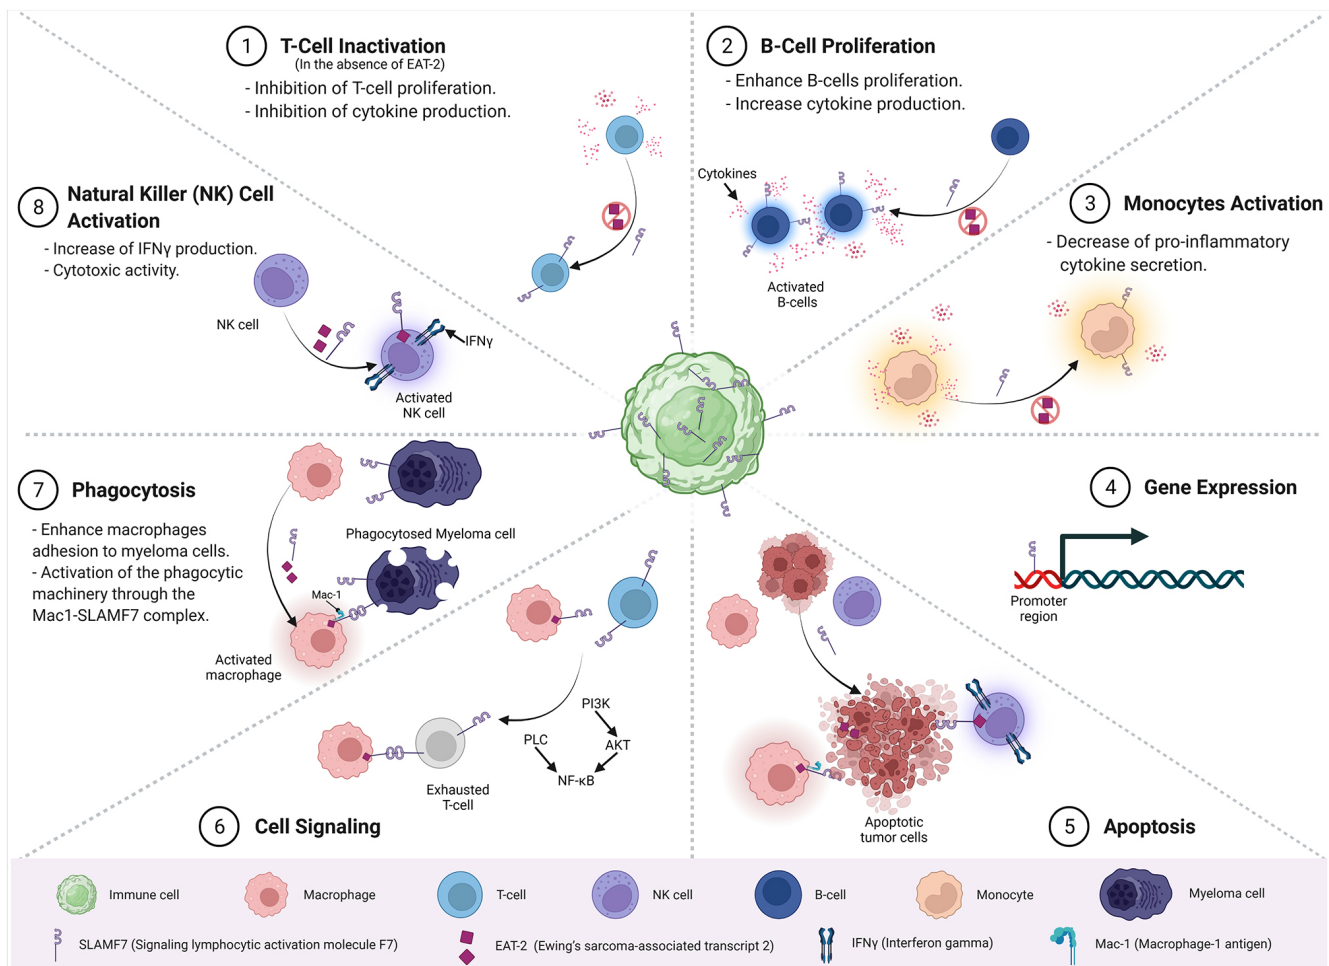 1 T-Cell Inactivation
(In the absence of EAT-2)
- Inhibition of T-cell proliferation.
- Inhibition of cytokine production.
2 B-Cell Proliferation
- Enhance B-cells proliferation.
- Increase cytokine production.
Cytokines
Activated
B-cells
3 Monocytes Activation
- Decrease of pro-inflammatory
cytokine secretion.
8 Natural Killer (NK) Cell
Activation
- Increase of IFNγ production.
- Cytotoxic activity.
NK cell
IFNγ
Activated
NK cell
7 Phagocytosis
- Enhance macrophages
adhesion to myeloma cells.
- Activation of the phagocytic
machinery through the
Mac1-SLAMF7 complex.
Phagocytosed Myeloma cell
Mac-1
Activated
macrophage
4 Gene Expression
Promoter
region
PI3K
PLC
AKT
NF-κB
Exhausted
T-cell
6 Cell Signaling
Apoptotic
tumor cells
5 Apoptosis
Immune cell
Macrophage
T-cell
NK cell
B-cell
Monocyte
Myeloma cell
SLAMF7 (Signaling lymphocytic activation molecule F7)
EAT-2 (Ewing's sarcoma-associated transcript 2)
IFNγ (Interferon gamma)
Mac-1 (Macrophage-1 antigen)